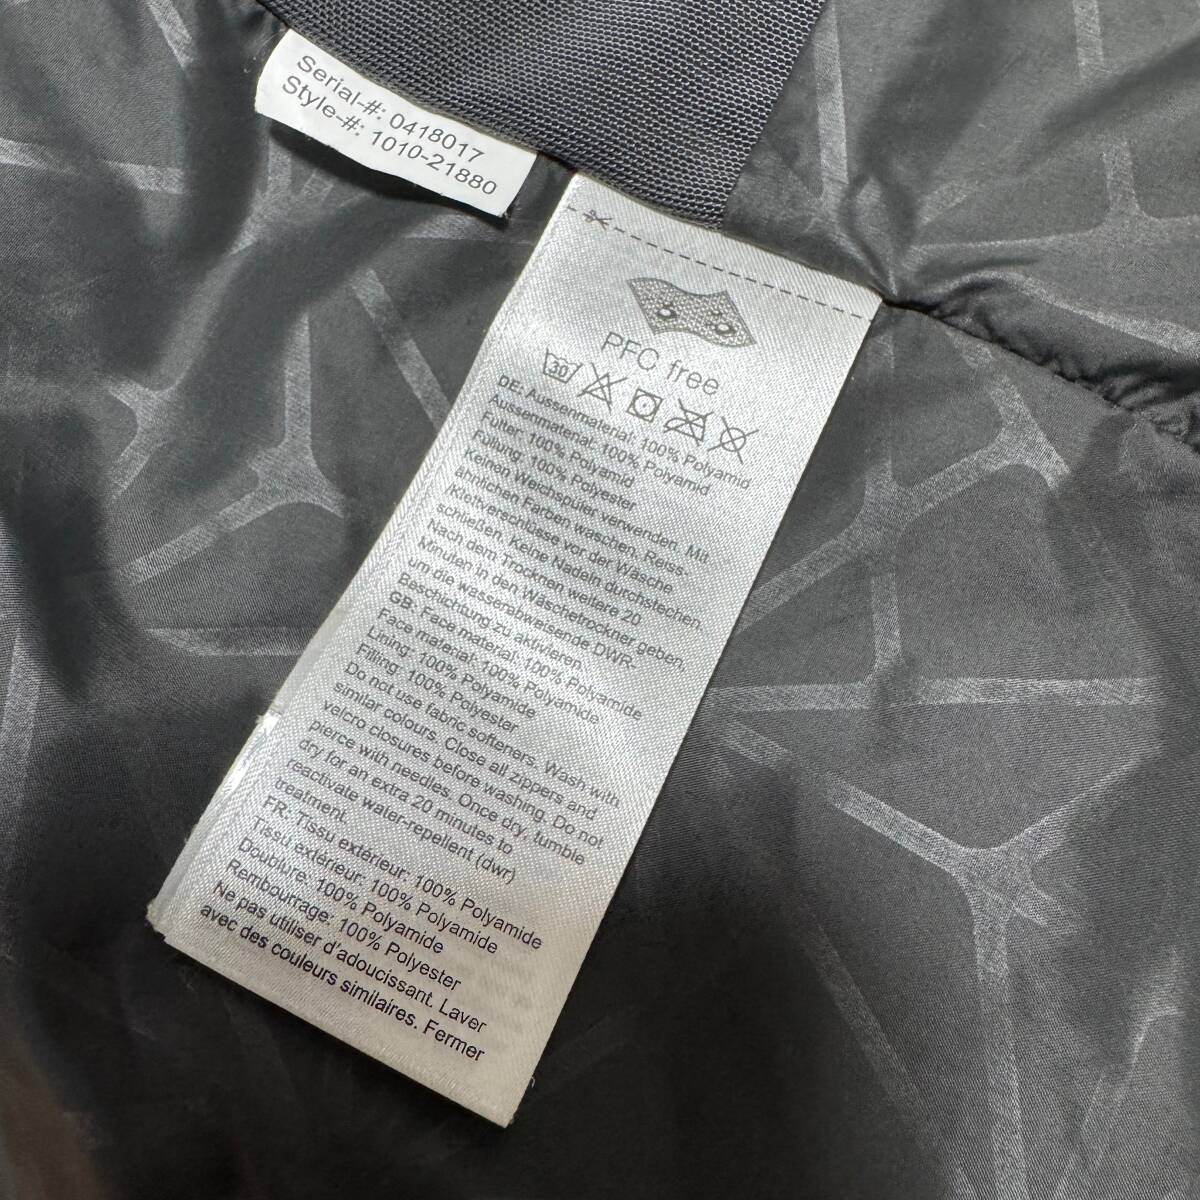 Serial-#: 0418017
Style-#: 1010-21880
PFC free
30
DE: Aussenmaterial: 100% Polyamid
Aussenmaterial: 100% Polyamid
Futter: 100% Polyamid
Füllung: 100% Polyester
Keinen Weichspüler verwenden. Mit
ähnlichen Farben waschen. Reiss-
/Klettverschlüsse vor der Wäsche
schließen. Keine Nadeln durchstechen.
Nach dem Trocknen weitere 20
Minuten in den Wäschetrockner geben,
um die wasserabweisende DWR-
Beschichtung zu aktivieren.
GB: Face material: 100% Polyamide
Face material: 100% Polyamide
Lining: 100% Polyamide
Filling: 100% Polyester
Do not use fabric softeners. Wash with
similar colours. Close all zippers and
velcro closures before washing. Do not
pierce with needles. Once dry, tumble
dry for an extra 20 minutes to
reactivate water-repellent (dwr)
treatment.
FR: Tissu extérieur: 100% Polyamide
Tissu extérieur: 100% Polyamide
Doublure: 100% Polyamide
Rembourrage: 100% Polyester
Ne pas utiliser d'adoucissant. Laver
avec des couleurs similaires. Fermer